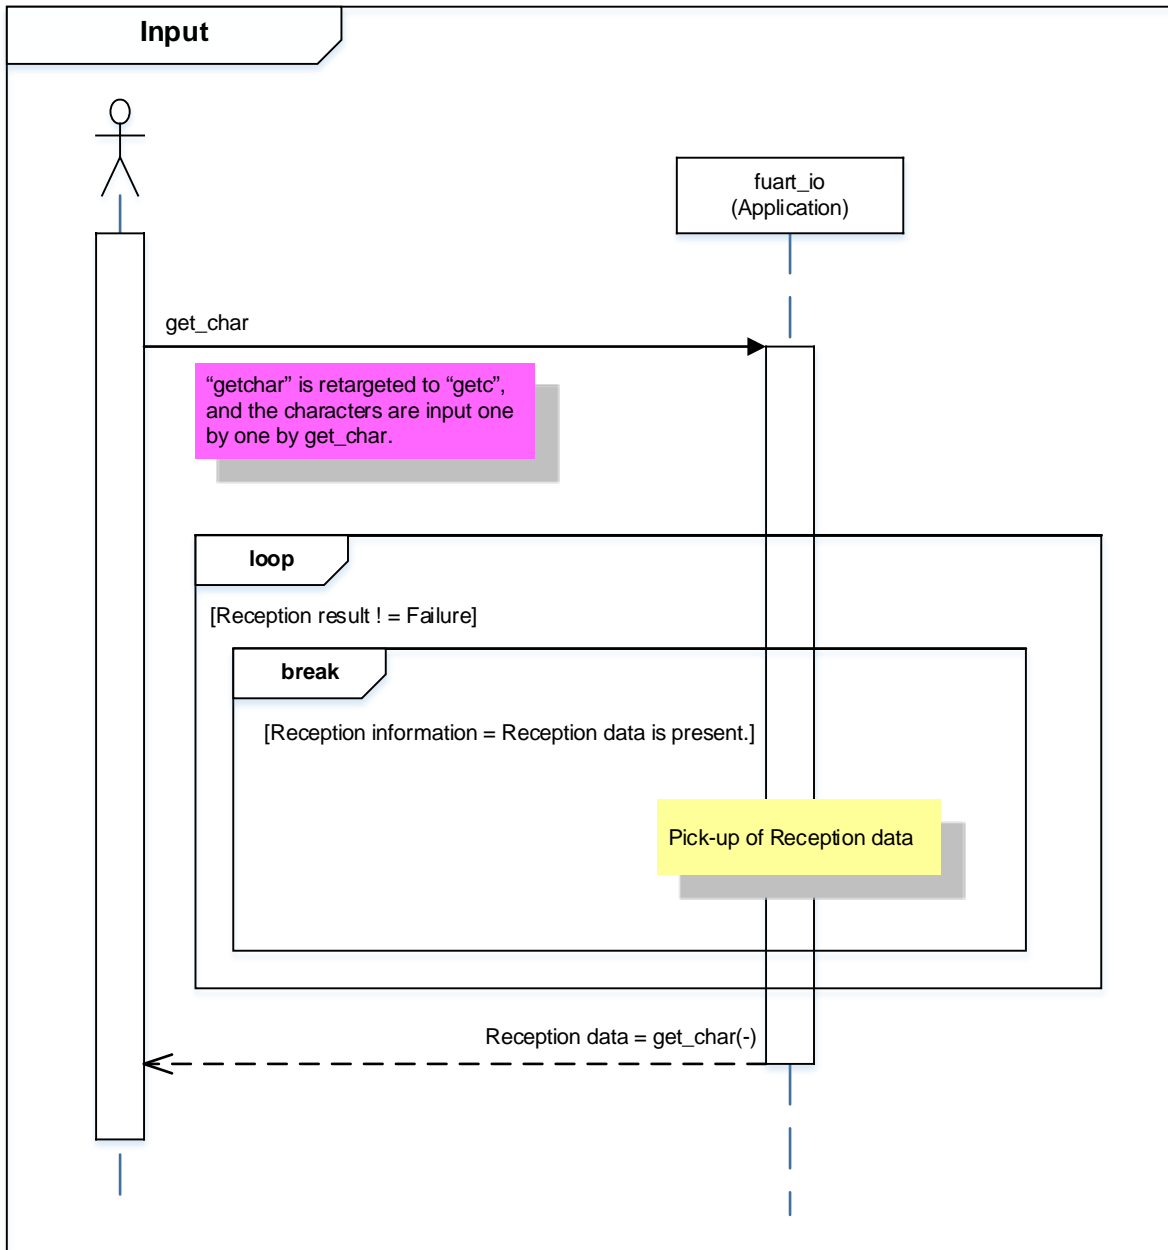 Input
fuart_io
(Application)
get_char
“getchar” is retargeted to “getc”,
and the characters are input one
by one by get_char.
loop
[Reception result ! = Failure]
break
[Reception information = Reception data is present.]
Pick-up of Reception data
Reception data = get_char(-)